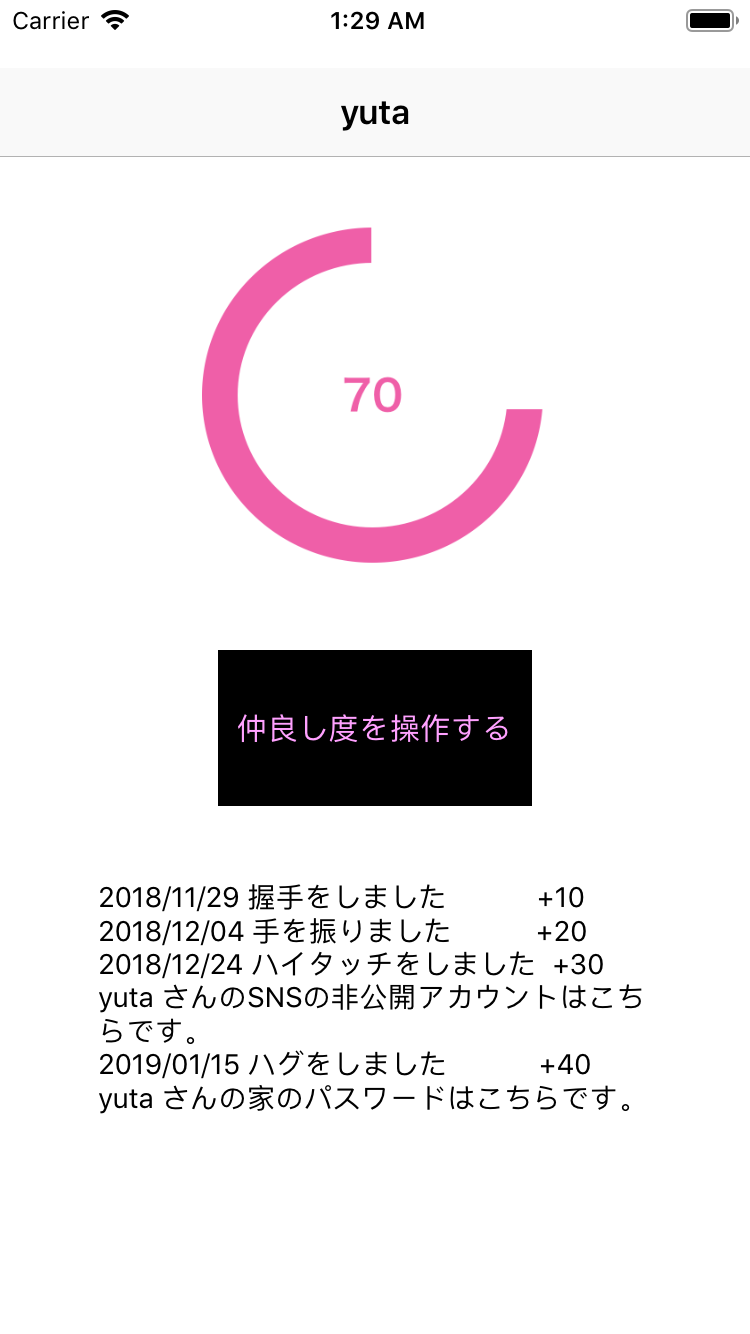 Carrier 1:29 AM
yuta
70
仲良し度を操作する
2018/11/29 握手をしました +10
2018/12/04 手を振りました +20
2018/12/24 ハイタッチをしました +30
yuta さんのSNSの非公開アカウントはこち
らです。
2019/01/15 ハグをしました +40
yuta さんの家のパスワードはこちらです。